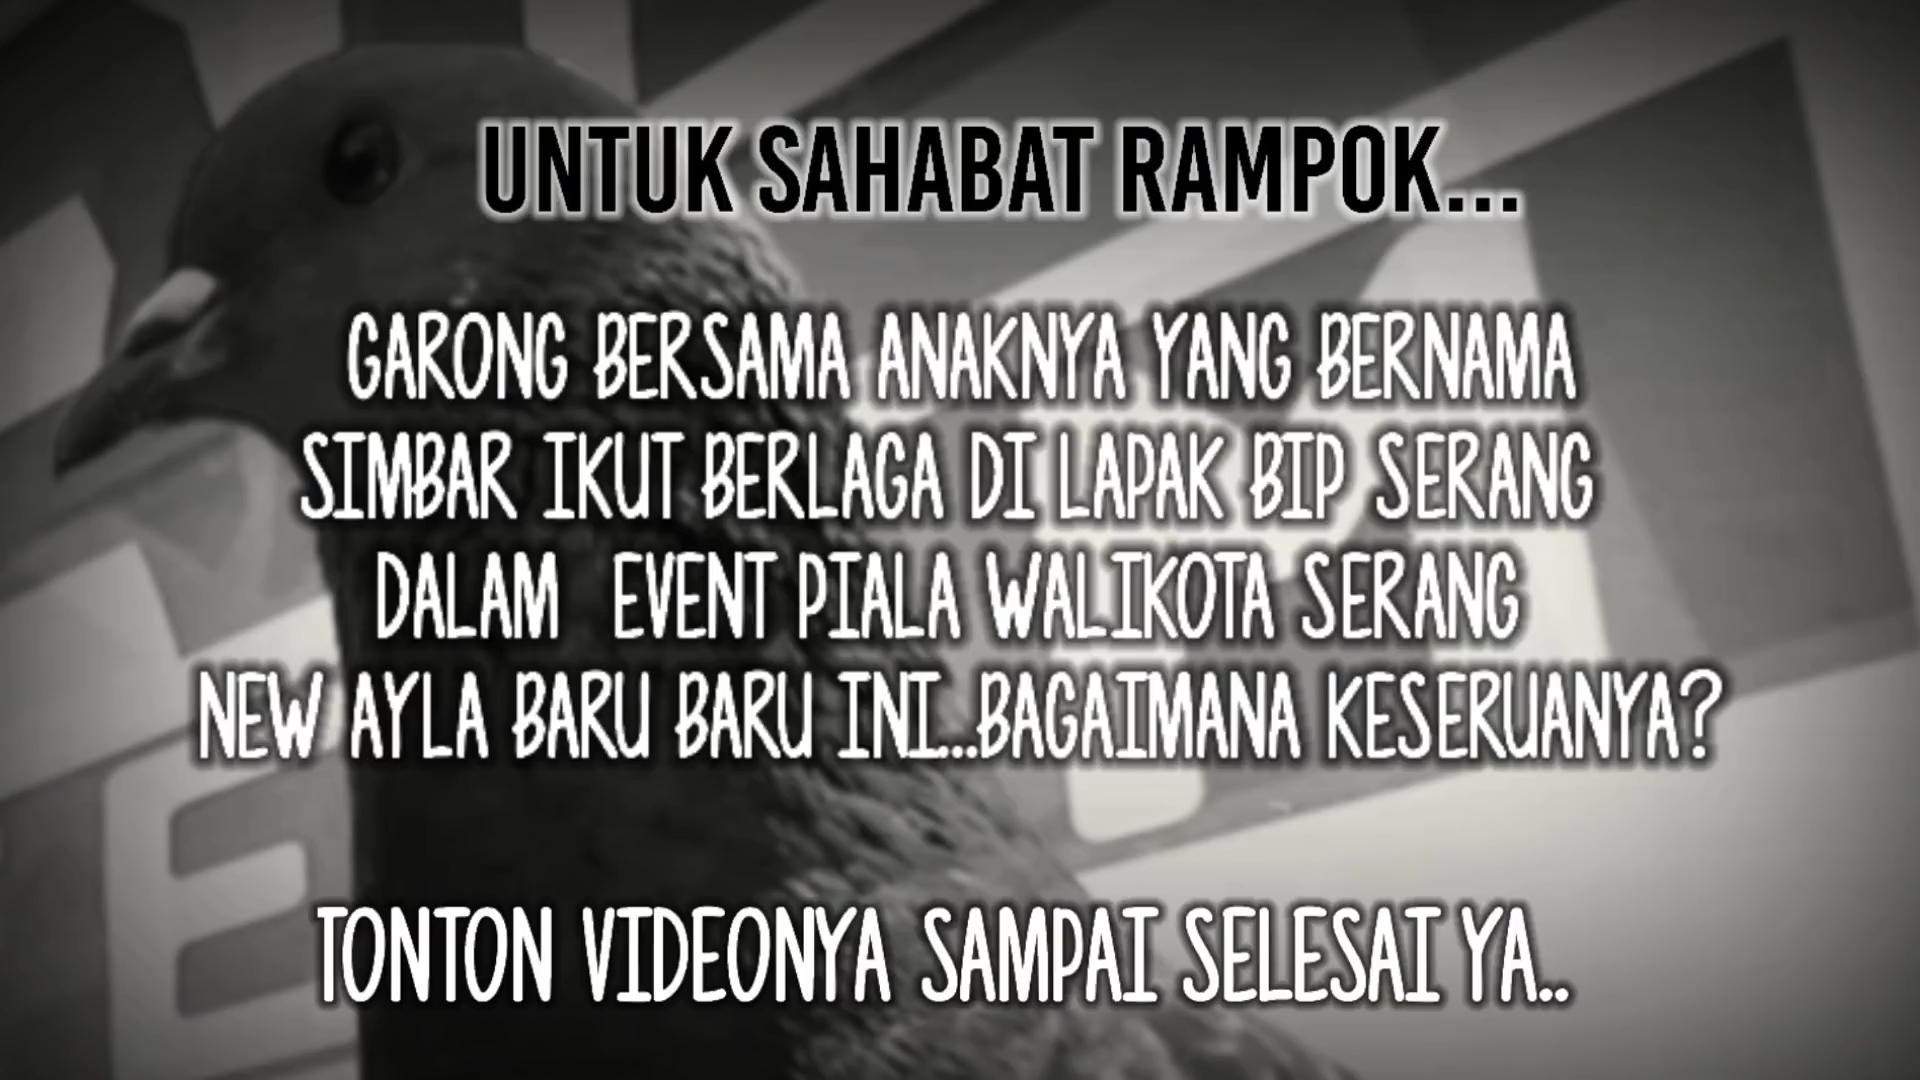 UNTUK SAHABAT RAMPOK...
GARONG BERSAMA ANAKNYA YANG BERNAMA
SIMBAR IKUT BERLAGA DI LAPAK BIP SERANG
DALAM EVENT PIALA WALIKOTA SERANG
NEW AYLA BARU BARU INI...BAGAIMANA KESERUANYA?
TONTON VIDEONYA SAMPAI SELESAI YA..